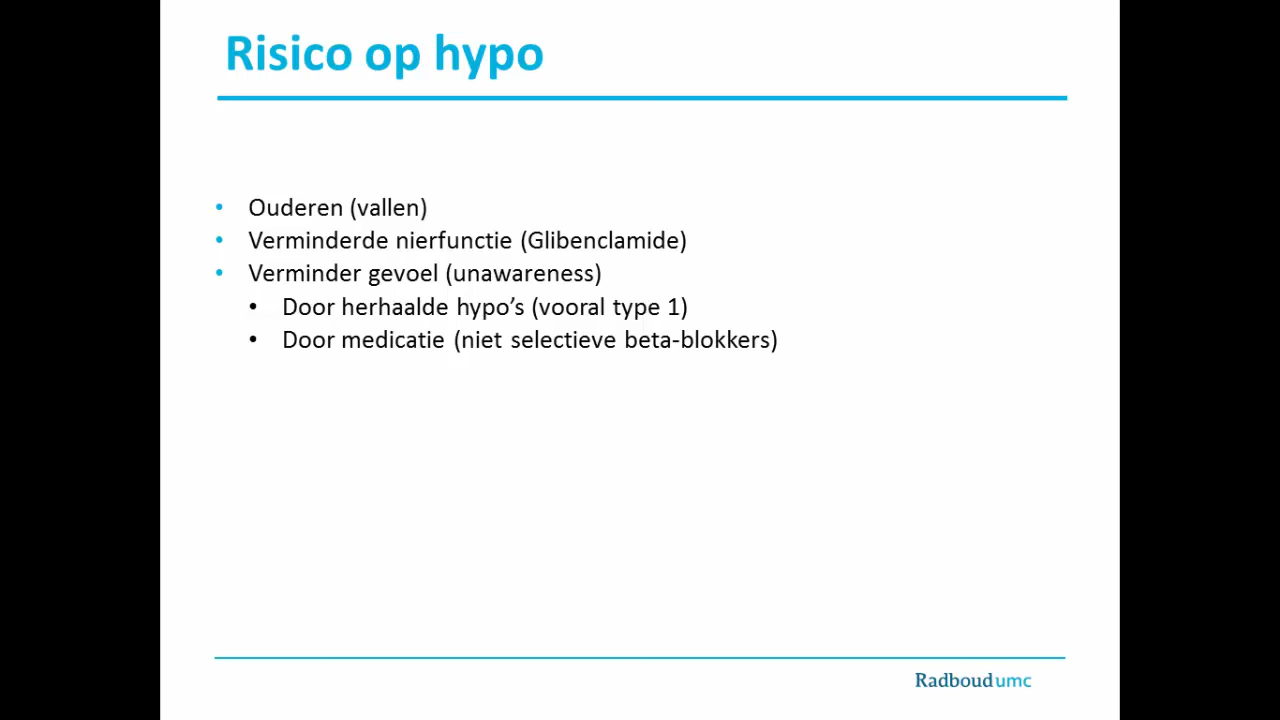 Risico op hypo
• Ouderen (vallen)
• Verminderde nierfunctie (Glibenclamide)
• Verminder gevoel (unawareness)
• Door herhaalde hypo’s (vooral type 1)
• Door medicatie (niet selectieve beta-blokkers)
Radboudumc